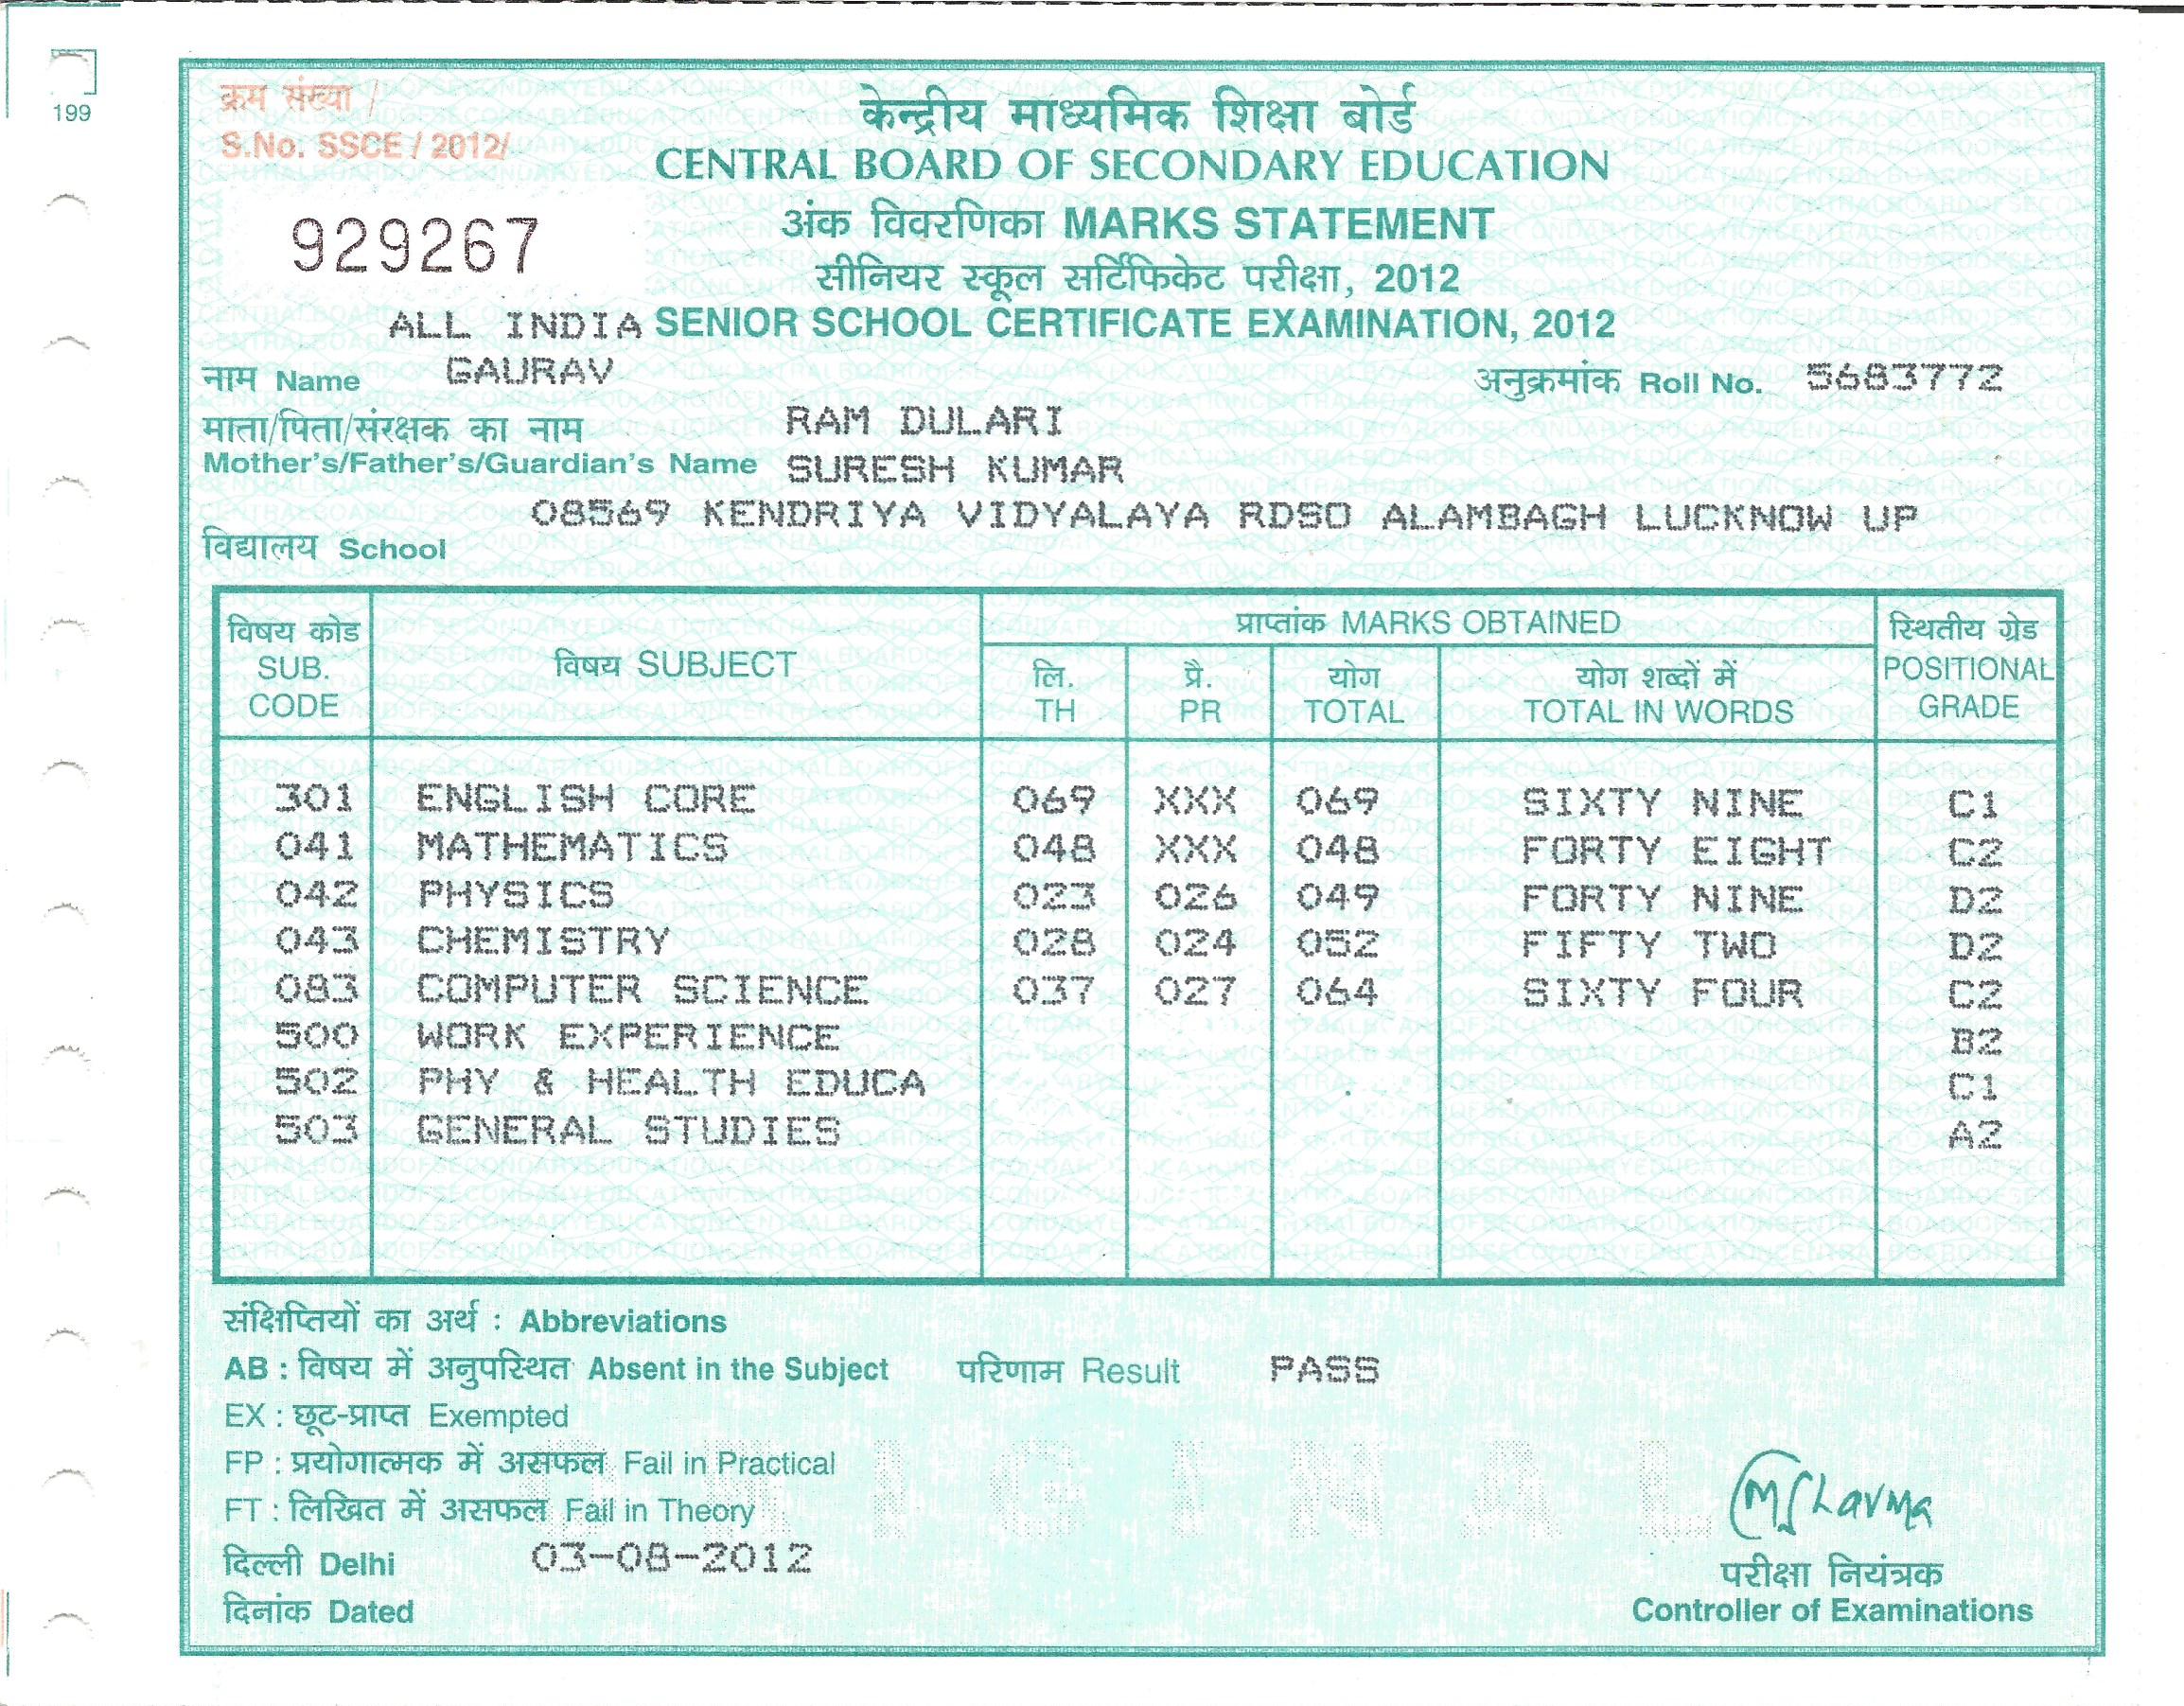 199
क्रम संख्या /
S.No. SSCE / 2012/
929267
केन्द्रीय माध्यमिक शिक्षा बोर्ड
CENTRAL BOARD OF SECONDARY EDUCATION
अंक विवरणिका MARKS STATEMENT
सीनियर स्कूल सर्टिफिकेट परीक्षा, 2012
ALL INDIA SENIOR SCHOOL CERTIFICATE EXAMINATION, 2012
नाम Name GAURAV अनुक्रमांक Roll No. 5683772
माता/पिता/संरक्षक का नाम RAM DULARI
Mother's/Father's/Guardian's Name SURESH KUMAR
08569 KENDRIYA VIDYALAYA RDSO ALAMBAGH LUCKNOW UP
विद्यालय School
विषय कोड SUB. CODE विषय SUBJECT प्राप्तांक MARKS OBTAINED स्थितीय ग्रेड POSITIONAL GRADE
लि. TH प्रै. PR योग TOTAL योग शब्दों में TOTAL IN WORDS
301 ENGLISH CORE 069 XXX 069 SIXTY NINE C1
041 MATHEMATICS 048 XXX 048 FORTY EIGHT C2
042 PHYSICS 023 026 049 FORTY NINE D2
043 CHEMISTRY 028 024 052 FIFTY TWO D2
083 COMPUTER SCIENCE 037 027 064 SIXTY FOUR C2
500 WORK EXPERIENCE B2
502 PHY & HEALTH EDUCA C1
503 GENERAL STUDIES A2
संक्षिप्तियों का अर्थ : Abbreviations
AB : विषय में अनुपस्थित Absent in the Subject परिणाम Result PASS
EX : छूट-प्राप्त Exempted
FP : प्रयोगात्मक में असफल Fail in Practical
FT : लिखित में असफल Fail in Theory
ORIGINAL
MSharma
दिल्ली Delhi 03-08-2012
दिनांक Dated
परीक्षा नियंत्रक
Controller of Examinations